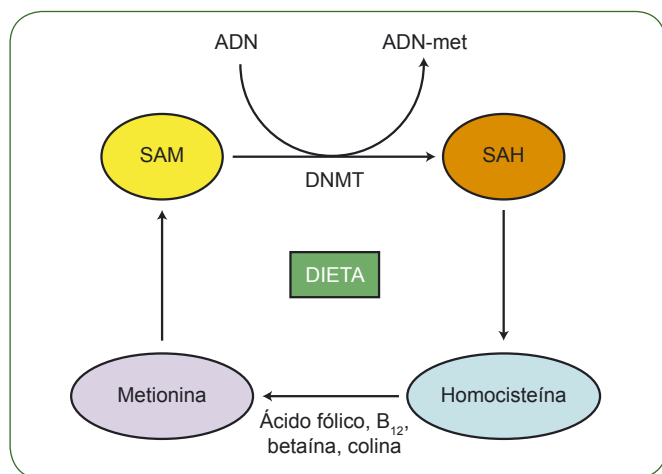 ADN
ADN-met
SAM
SAH
DNMT
DIETA
Metionina
Homocisteína
Ácido fólico, B₁₂,
betaína, colina